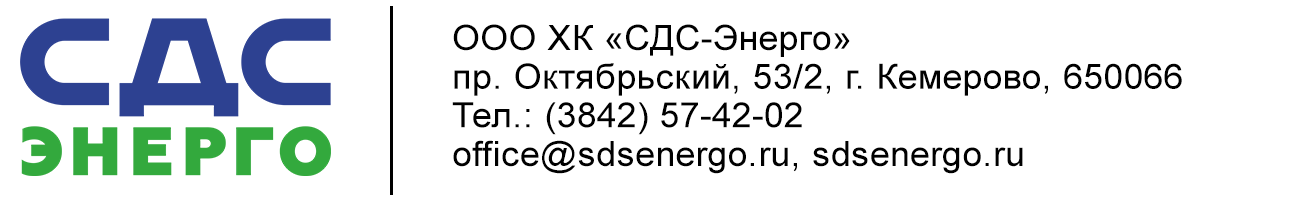 СДС
ЭНЕРГО
ООО ХК «СДС-Энерго»
пр. Октябрьский, 53/2, г. Кемерово, 650066
Тел.: (3842) 57-42-02
office@sdsenergo.ru, sdsenergo.ru